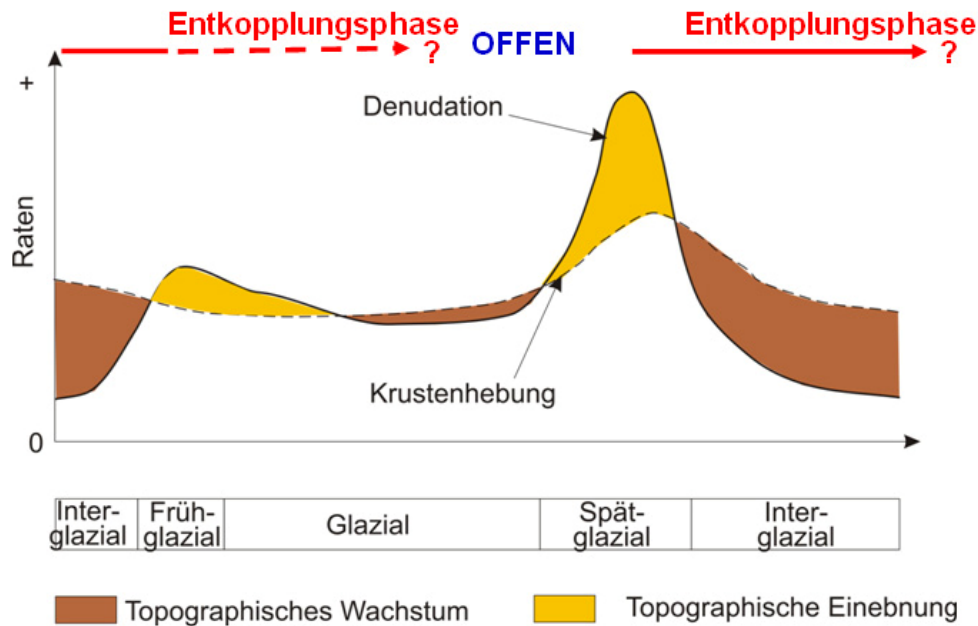 Entkopplungsphase
?
OFFEN
Entkopplungsphase
?
+
Denudation
Raten
Krustenhebung
0
Inter-
glazial
Früh-
glazial
Glazial
Spät-
glazial
Inter-
glazial
Topographisches Wachstum
Topographische Einebnung